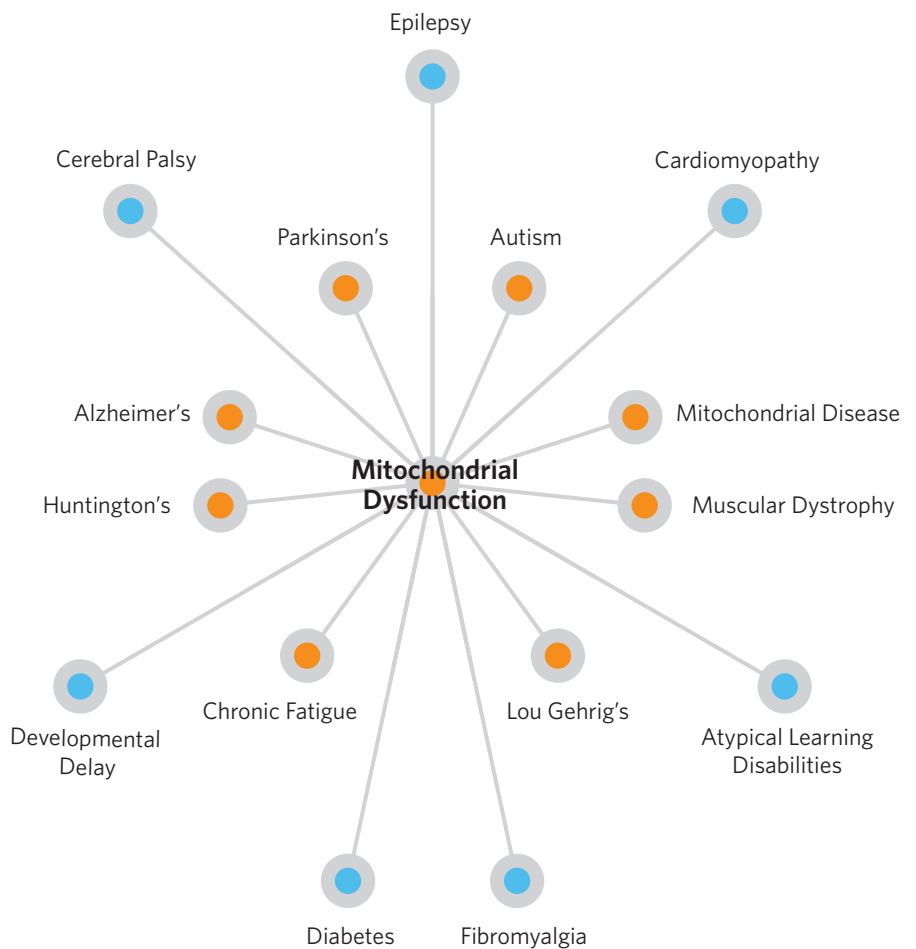 Epilepsy
Cerebral Palsy
Cardiomyopathy
Parkinson's
Autism
Alzheimer's
Mitochondrial Disease
Mitochondrial
Dysfunction
Huntington's
Muscular Dystrophy
Chronic Fatigue
Lou Gehrig's
Developmental
Delay
Atypical Learning
Disabilities
Diabetes
Fibromyalgia